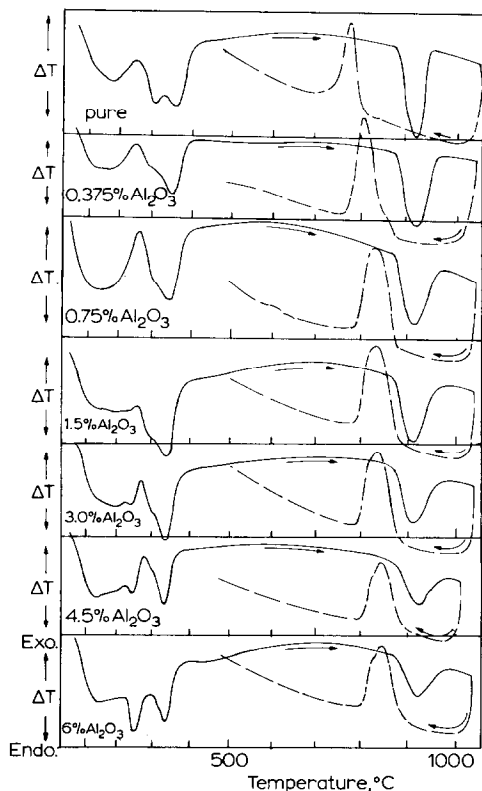 ΔT
pure
ΔT
0.375% Al₂O₃
ΔT
0.75% Al₂O₃
ΔT
1.5% Al₂O₃
ΔT
3.0% Al₂O₃
ΔT
4.5% Al₂O₃
Exo.
ΔT
6% Al₂O₃
Endo.
500 1000
Temperature, °C